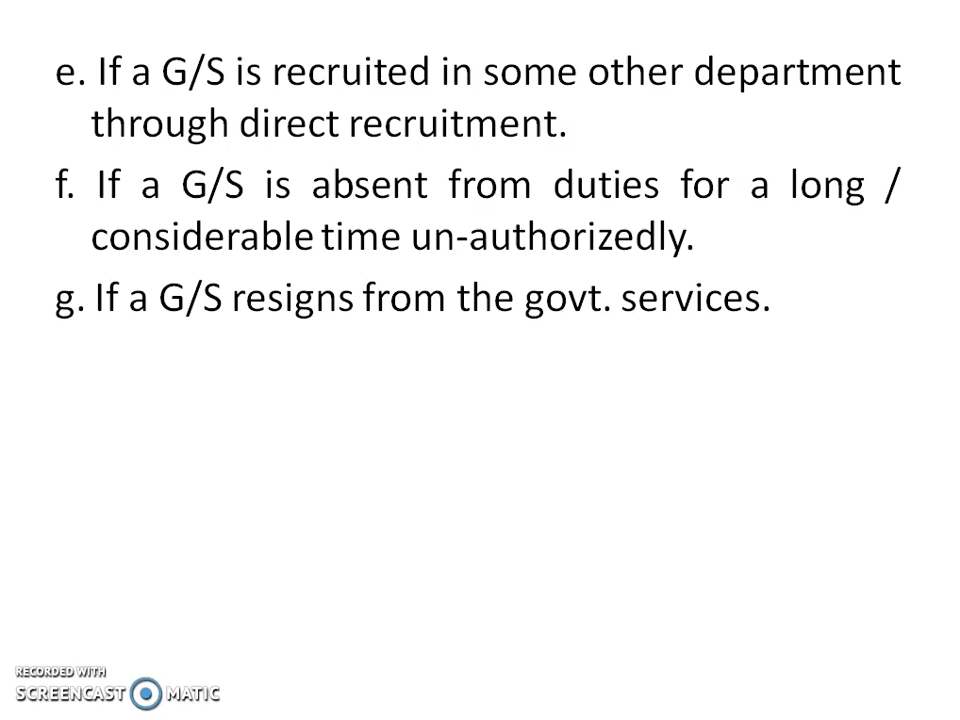 e. If a G/S is recruited in some other department
through direct recruitment.
f. If a G/S is absent from duties for a long /
considerable time un-authorizedly.
g. If a G/S resigns from the govt. services.
RECORDED WITH
SCREENCAST MATIC